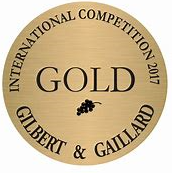 INTERNATIONAL COMPETITION 2017
GOLD
GILBERT & GAILLARD